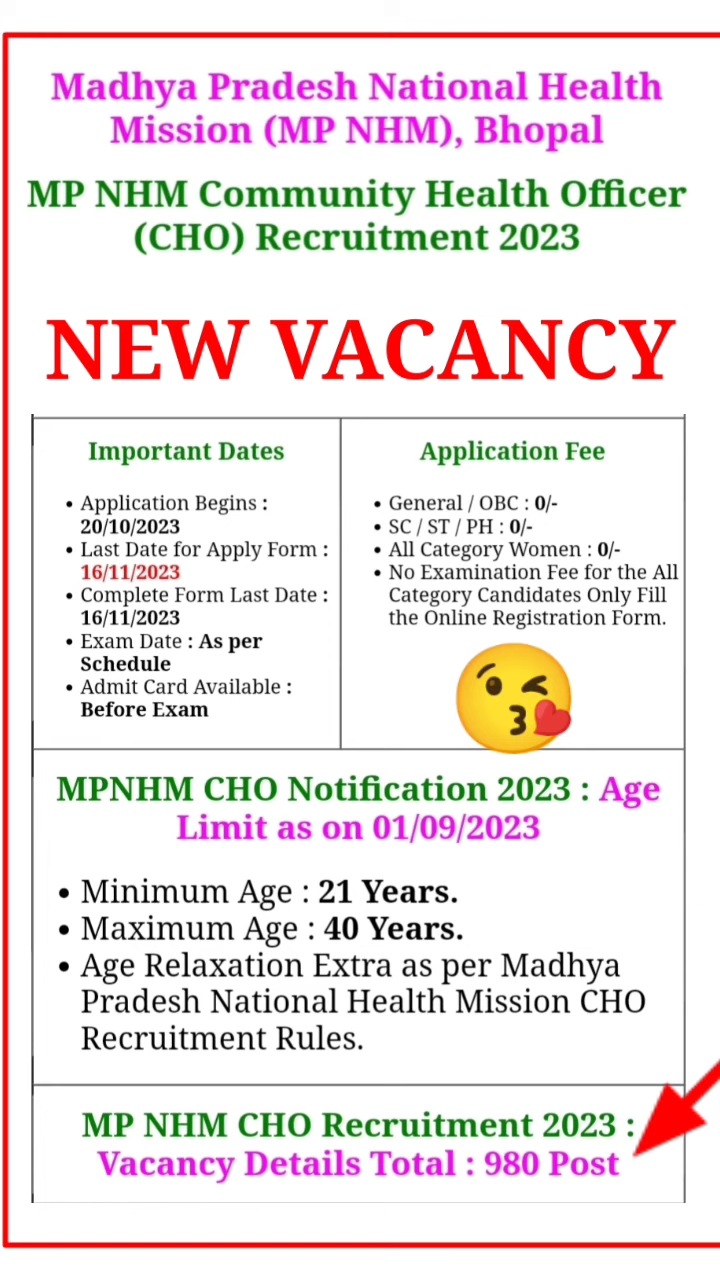 Madhya Pradesh National Health
Mission (MP NHM), Bhopal
MP NHM Community Health Officer
(CHO) Recruitment 2023
NEW VACANCY
Important Dates
• Application Begins :
20/10/2023
• Last Date for Apply Form :
16/11/2023
• Complete Form Last Date :
16/11/2023
• Exam Date : As per
Schedule
• Admit Card Available :
Before Exam
Application Fee
• General / OBC : 0/-
• SC / ST / PH : 0/-
• All Category Women : 0/-
• No Examination Fee for the All
Category Candidates Only Fill
the Online Registration Form.
MPNHM CHO Notification 2023 : Age
Limit as on 01/09/2023
• Minimum Age : 21 Years.
• Maximum Age : 40 Years.
• Age Relaxation Extra as per Madhya
Pradesh National Health Mission CHO
Recruitment Rules.
MP NHM CHO Recruitment 2023 :
Vacancy Details Total : 980 Post